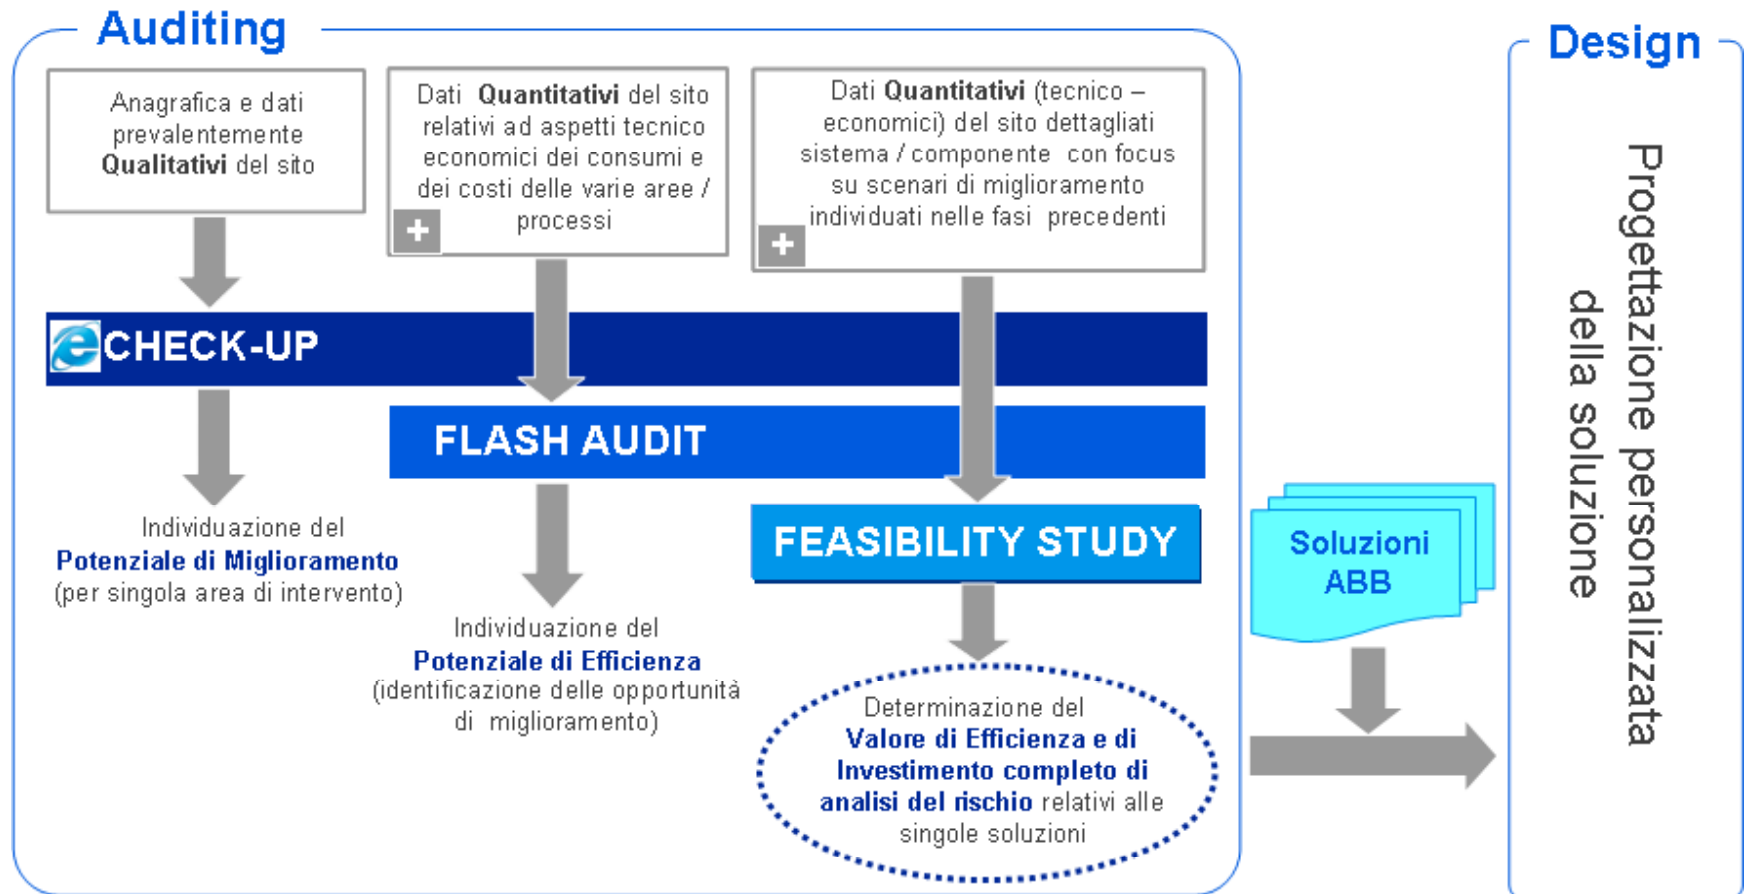 Auditing
Anagrafica e dati
prevalentemente
Qualitativi del sito
Dati Quantitativi del sito
relativi ad aspetti tecnico
economici dei consumi e
dei costi delle varie aree /
processi
+
Dati Quantitativi (tecnico –
economici) del sito dettagliati
sistema / componente con focus
su scenari di miglioramento
individuati nelle fasi precedenti
+
CHECK-UP
FLASH AUDIT
FEASIBILITY STUDY
Individuazione del
Potenziale di Miglioramento
(per singola area di intervento)
Individuazione del
Potenziale di Efficienza
(identificazione delle opportunità
di miglioramento)
Determinazione del
Valore di Efficienza e di
Investimento completo di
analisi del rischio relativi alle
singole soluzioni
Soluzioni
ABB
Design
Progettazione personalizzata
della soluzione